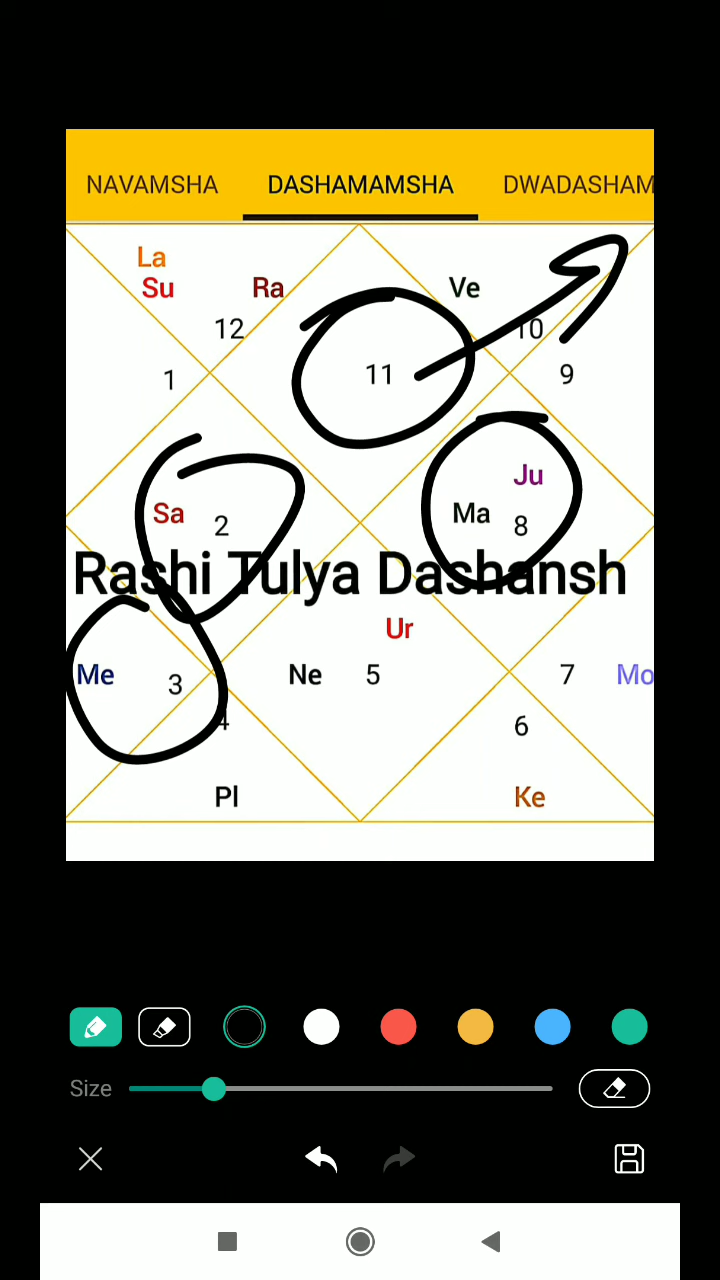 NAVAMSHA DASHAMAMSHA DWADASHAM
La
Su Ra Ve
12 10
1 11 9
Ju
Sa 2 Ma 8
Rashi Tulya Dashansh
Ur
Me 3 Ne 5 7 Mo
4 6
Pl Ke
Size